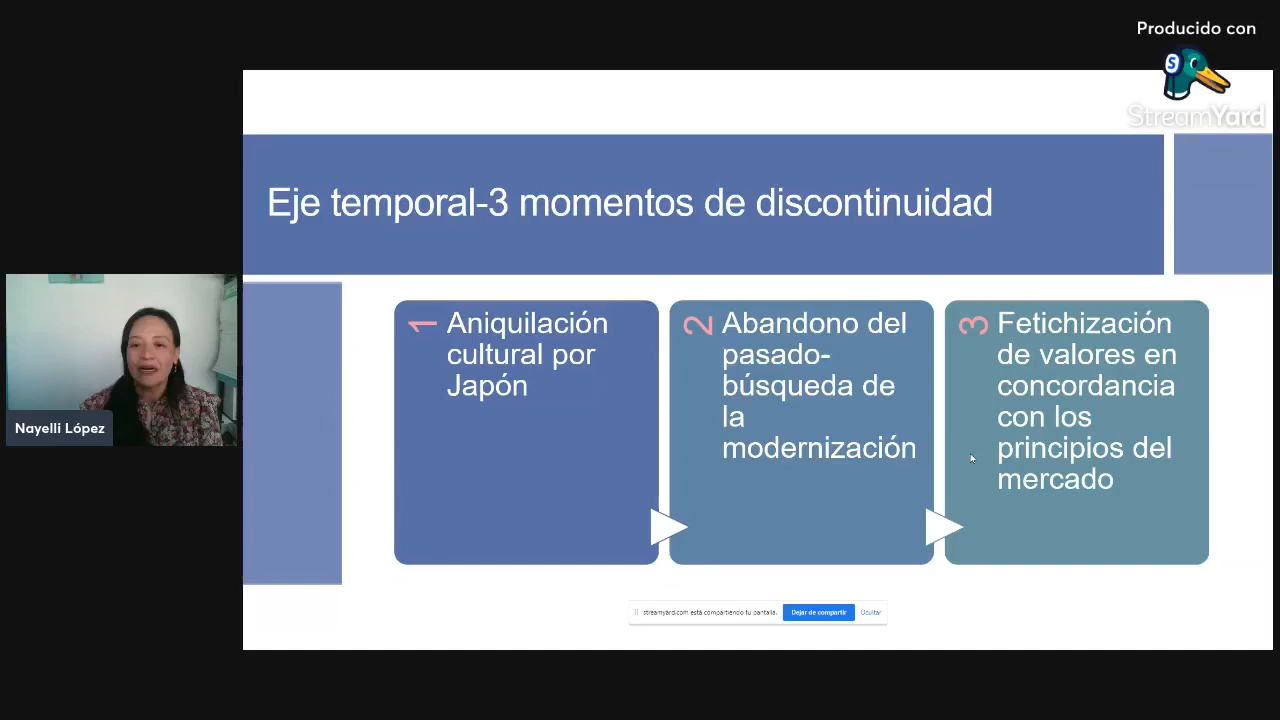 Producido con
StreamYard
Eje temporal-3 momentos de discontinuidad
1
Aniquilación
cultural por
Japón
2
Abandono del
pasado-
búsqueda de
la
modernización
3
Fetichización
de valores en
concordancia
con los
principios del
mercado
Nayelli López
streamyard.com está compartiendo tu pantalla.
Dejar de compartir
Ocultar